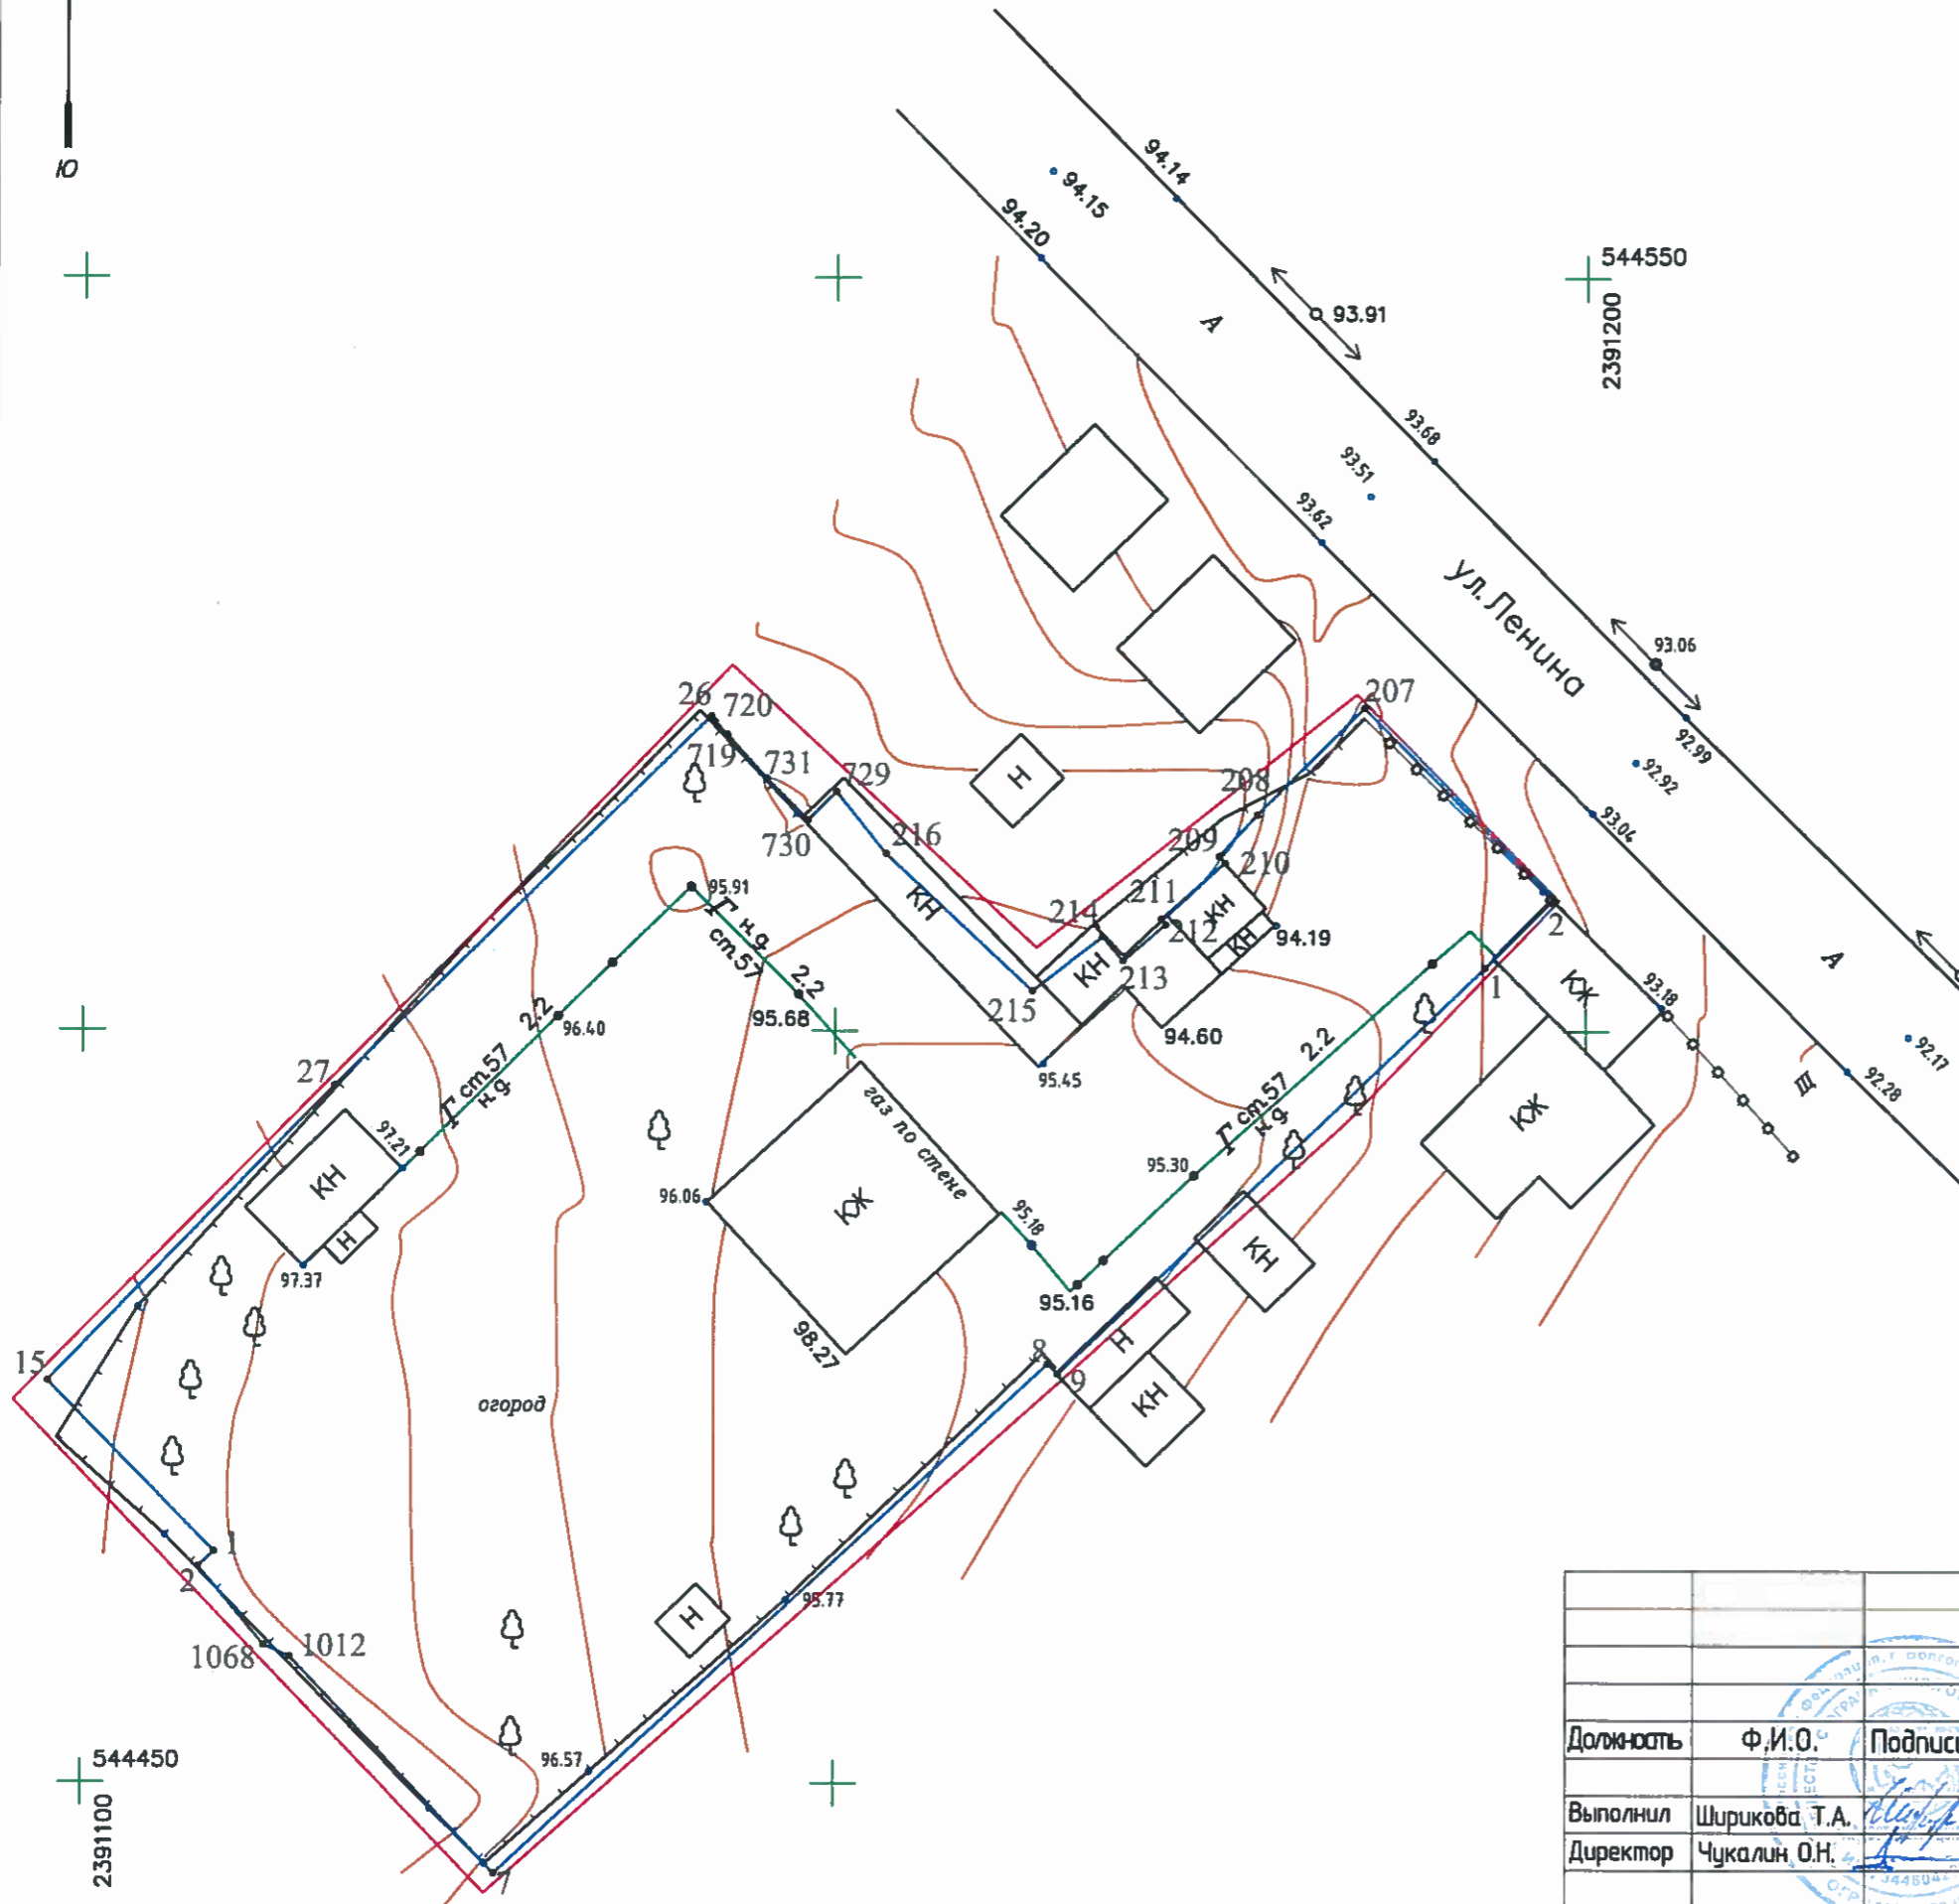 Ю
94.14
94.15
94.20
544550
2391200
93.91
А
93.68
93.51
93.62
ул. Ленина
93.06
92.99
92.92
93.04
26
720
207
719
731
729
Н
208
730
216
209
210
95.91
КН
211
КН
214
212
КН
94.19
2
Г н.д.
ст.57
2.2
КН
213
1
КЖ
93.18
А
215
95.68
94.60
2.2
96.40
2.2
92.17
27
95.45
Щ
92.28
Г ст.57
н.д.
газ по стене
Г ст.57
н.д.
КЖ
97.21
КН
95.30
96.06
КЖ
95.18
Н
КН
97.37
95.16
98.27
Н
8
9
15
огород
КН
1
2
95.77
Н
1068
1012
544450
2391100
96.57
7
Должность
Ф.И.О.
Выполнил
Ширикова Т.А.
Директор
Чукалин О.Н.